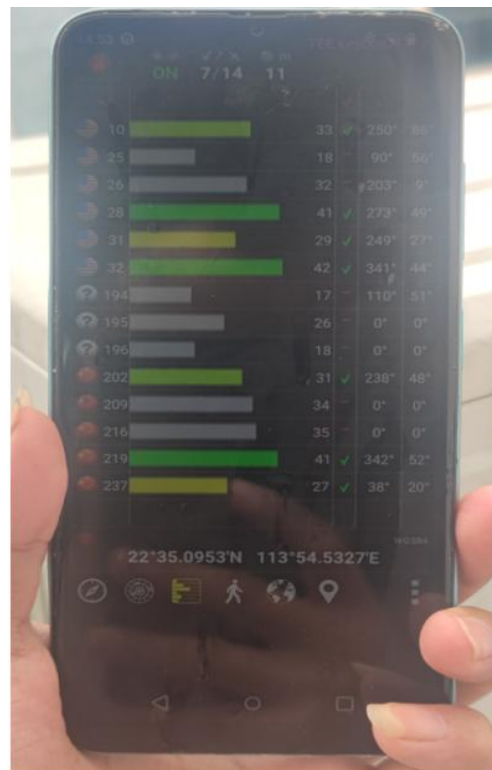 ON 7/14 11
10 33 ✓ 250° 86°
25 18 - 90° 56°
26 32 - 203° 9°
28 41 ✓ 273° 49°
31 29 ✓ 249° 27°
32 42 ✓ 341° 44°
194 17 - 110° 51°
195 26 - 0° 0°
196 18 - 0° 0°
202 31 ✓ 238° 48°
209 34 - 0° 0°
216 35 - 0° 0°
219 41 ✓ 342° 52°
237 27 ✓ 38° 20°
WGS84
22°35.0953'N 113°54.5327'E